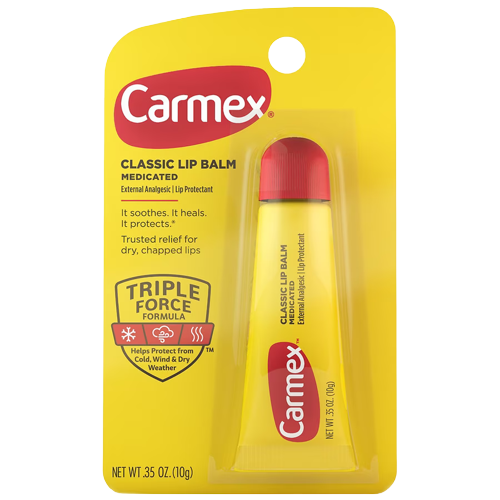 Carmex®
CLASSIC LIP BALM
MEDICATED
External Analgesic | Lip Protectant
It soothes. It heals.
It protects.*
Trusted relief for
dry, chapped lips
TRIPLE
FORCE
FORMULA
Helps Protect from
Cold, Wind & Dry
Weather
™
NET WT .35 OZ. (10g)
Carmex™
CLASSIC LIP BALM
MEDICATED
External Analgesic | Lip Protectant
NET WT .35 OZ. (10g)